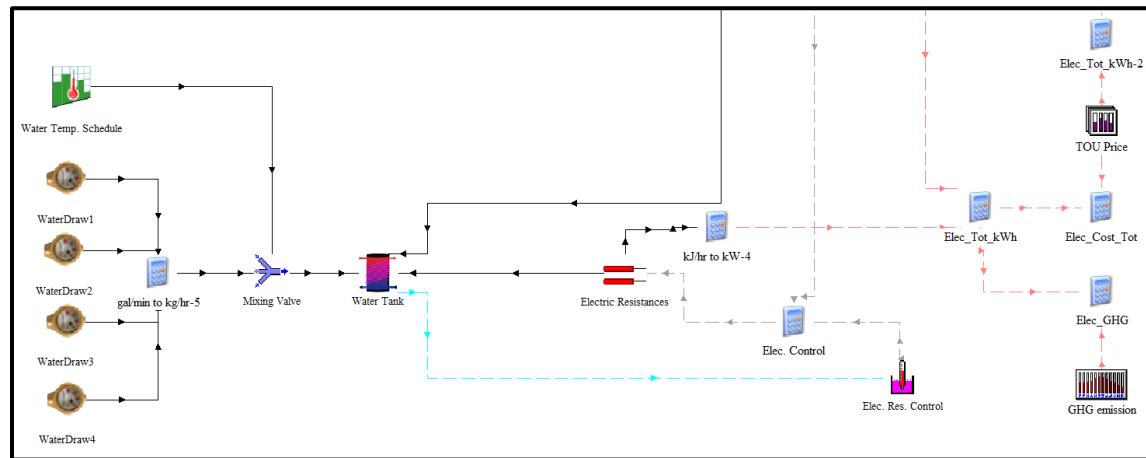 Elec_Tot_kWh-2
Water Temp. Schedule
TOU Price
WaterDraw1
Elec_Tot_kWh
Elec_Cost_Tot
kJ/hr to kW-4
WaterDraw2
gal/min to kg/hr-5
Mixing Valve
Water Tank
Electric Resistances
Elec. Control
Elec_GHG
WaterDraw3
Elec. Res. Control
GHG emission
WaterDraw4